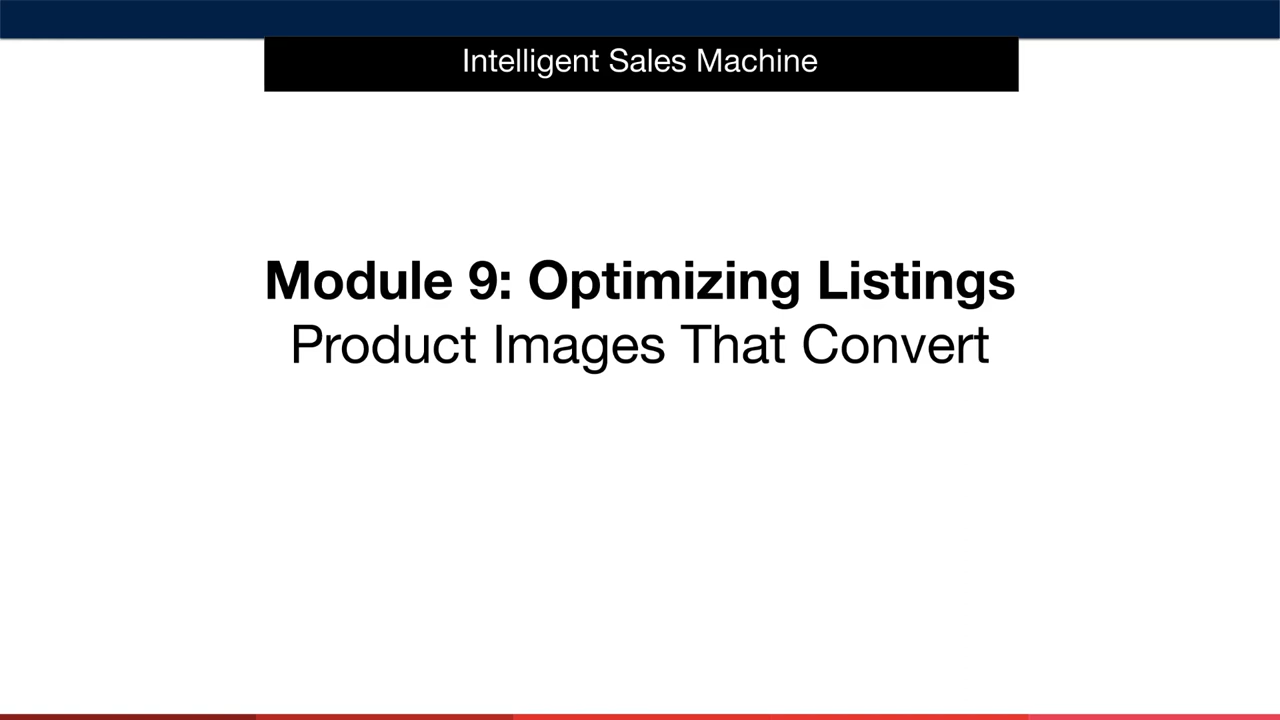 Intelligent Sales Machine
Module 9: Optimizing Listings
Product Images That Convert